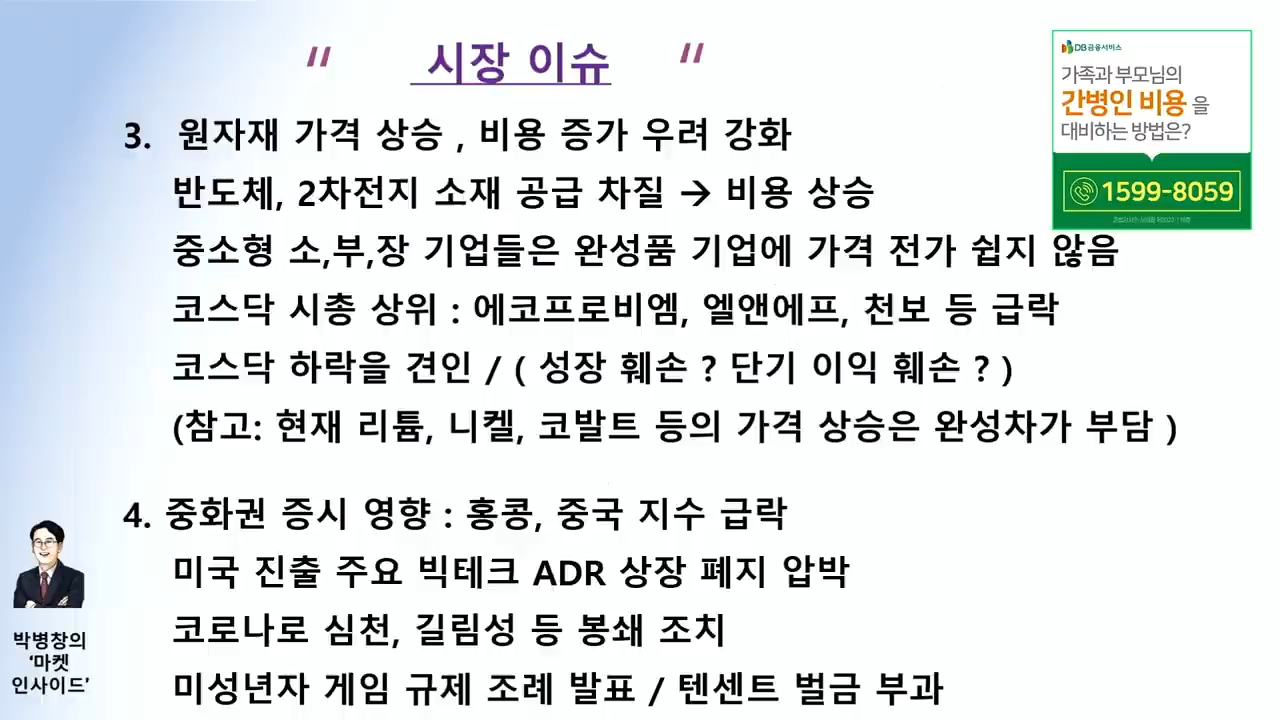 " 시장 이슈 "
3. 원자재 가격 상승 , 비용 증가 우려 강화
반도체, 2차전지 소재 공급 차질 → 비용 상승
중소형 소,부,장 기업들은 완성품 기업에 가격 전가 쉽지 않음
코스닥 시총 상위 : 에코프로비엠, 엘앤에프, 천보 등 급락
코스닥 하락을 견인 / ( 성장 훼손 ? 단기 이익 훼손 ? )
(참고: 현재 리튬, 니켈, 코발트 등의 가격 상승은 완성차가 부담 )
4. 중화권 증시 영향 : 홍콩, 중국 지수 급락
미국 진출 주요 빅테크 ADR 상장 폐지 압박
코로나로 심천, 길림성 등 봉쇄 조치
미성년자 게임 규제 조례 발표 / 텐센트 벌금 부과
DB금융서비스
가족과 부모님의
간병인 비용 을
대비하는 방법은?
1599-8059
박병창의
‘마켓
인사이드’